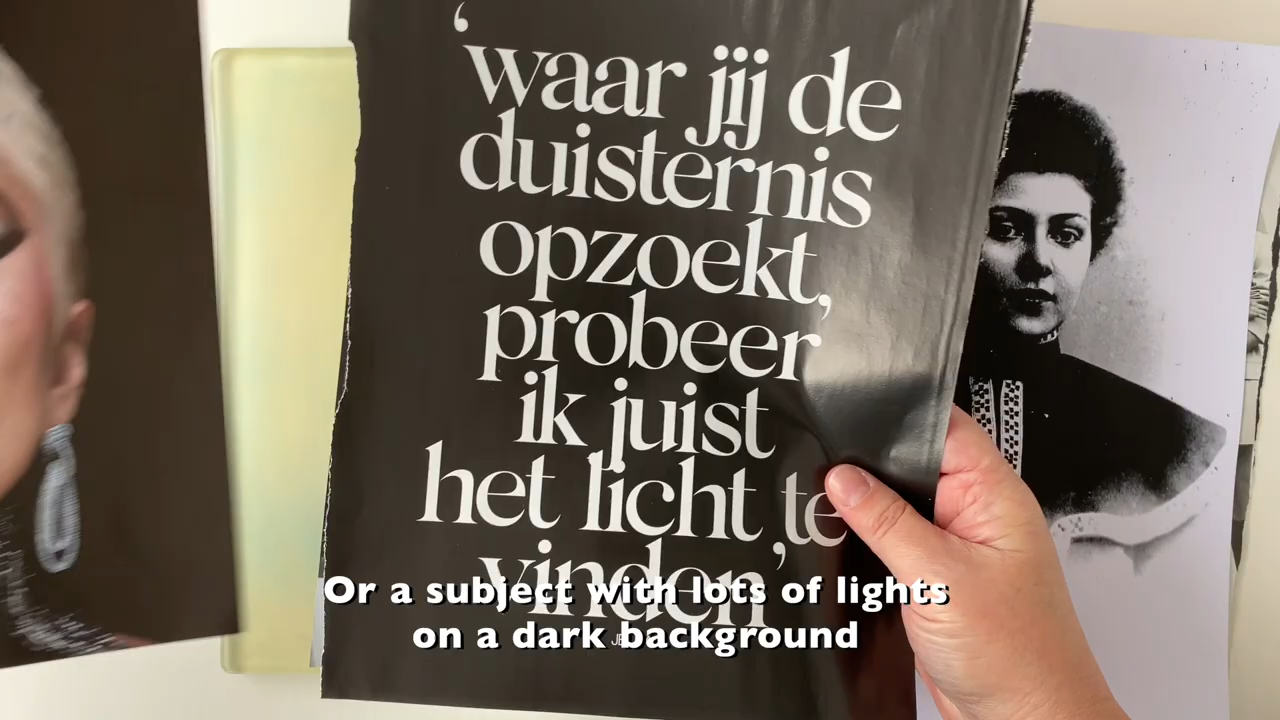 ‘
waar jij de
duisternis
opzoekt,
probeer
ik juist
het licht te
vinden’
Or a subject with lots of lights
on a dark background